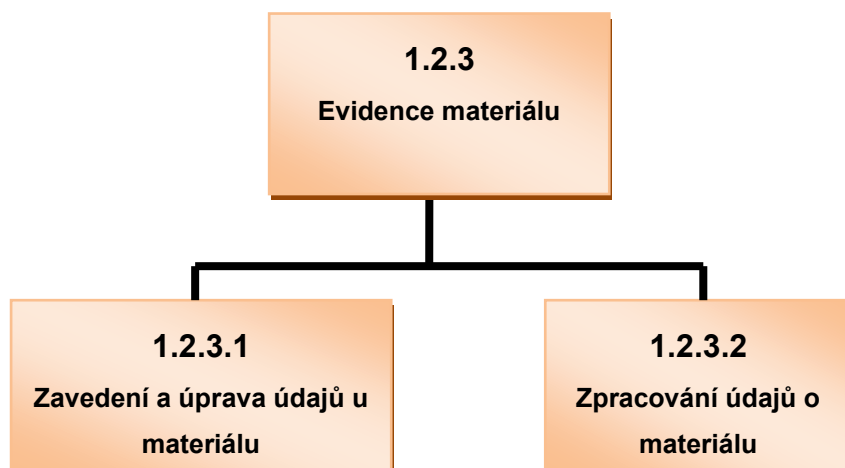 1.2.3
Evidence materiálu
1.2.3.1
Zavedení a úprava údajů u
materiálu
1.2.3.2
Zpracování údajů o
materiálu